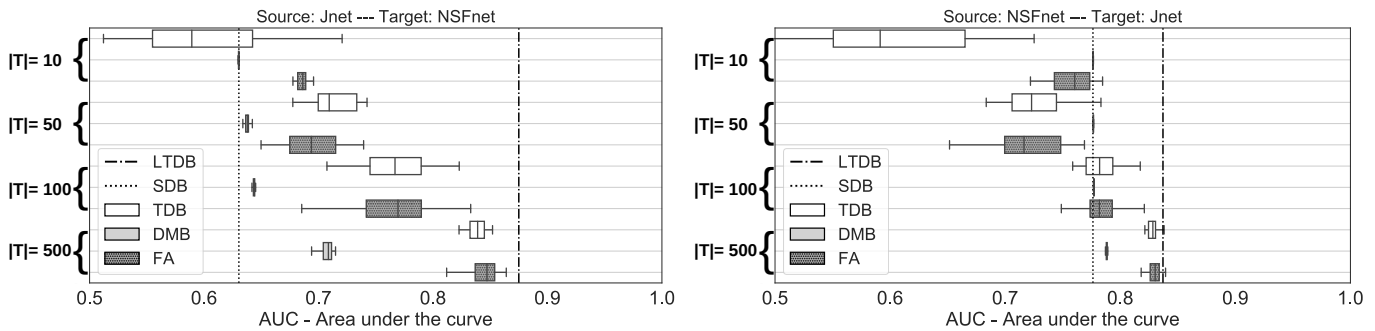 Source: Jnet --- Target: NSFnet
|T|= 10 {
|T|= 50 {
|T|= 100 {
|T|= 500 {
LTDB
SDB
TDB
DMB
FA
0.5 0.6 0.7 0.8 0.9 1.0
AUC - Area under the curve
Source: NSFnet --- Target: Jnet
|T|= 10 {
|T|= 50 {
|T|= 100 {
|T|= 500 {
LTDB
SDB
TDB
DMB
FA
0.5 0.6 0.7 0.8 0.9 1.0
AUC - Area under the curve